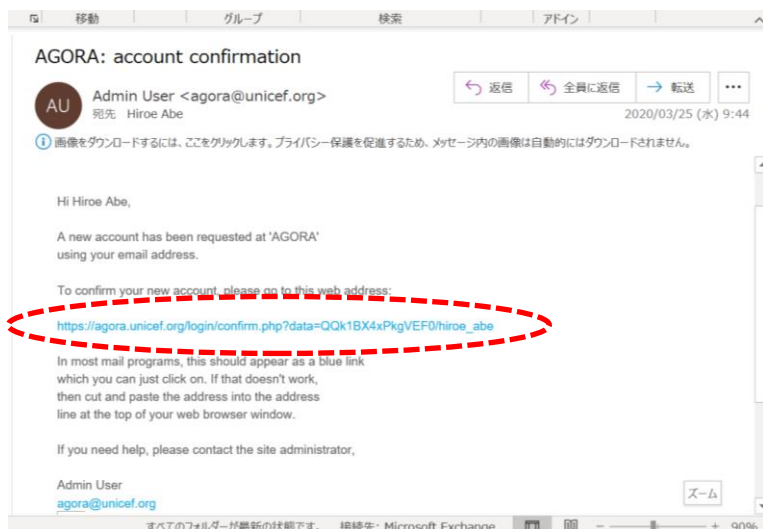 移動 グループ 検索 アドイン
AGORA: account confirmation
AU
Admin User <agora@unicef.org>
宛先 Hiroe Abe
返信 全員に返信 転送 ...
2020/03/25 (水) 9:44
画像をダウンロードするには、ここをクリックします。プライバシー保護を促進するため、メッセージ内の画像は自動的にはダウンロードされません。
Hi Hiroe Abe,
A new account has been requested at 'AGORA'
using your email address.
To confirm your new account, please go to this web address:
https://agora.unicef.org/login/confirm.php?data=QQk1BX4xPkgVEF0/hiroe_abe
In most mail programs, this should appear as a blue link
which you can just click on. If that doesn't work,
then cut and paste the address into the address
line at the top of your web browser window.
If you need help, please contact the site administrator,
Admin User
agora@unicef.org
ズーム
すべてのフォルダーが最新の状態です。 接続先: Microsoft Exchange 90%